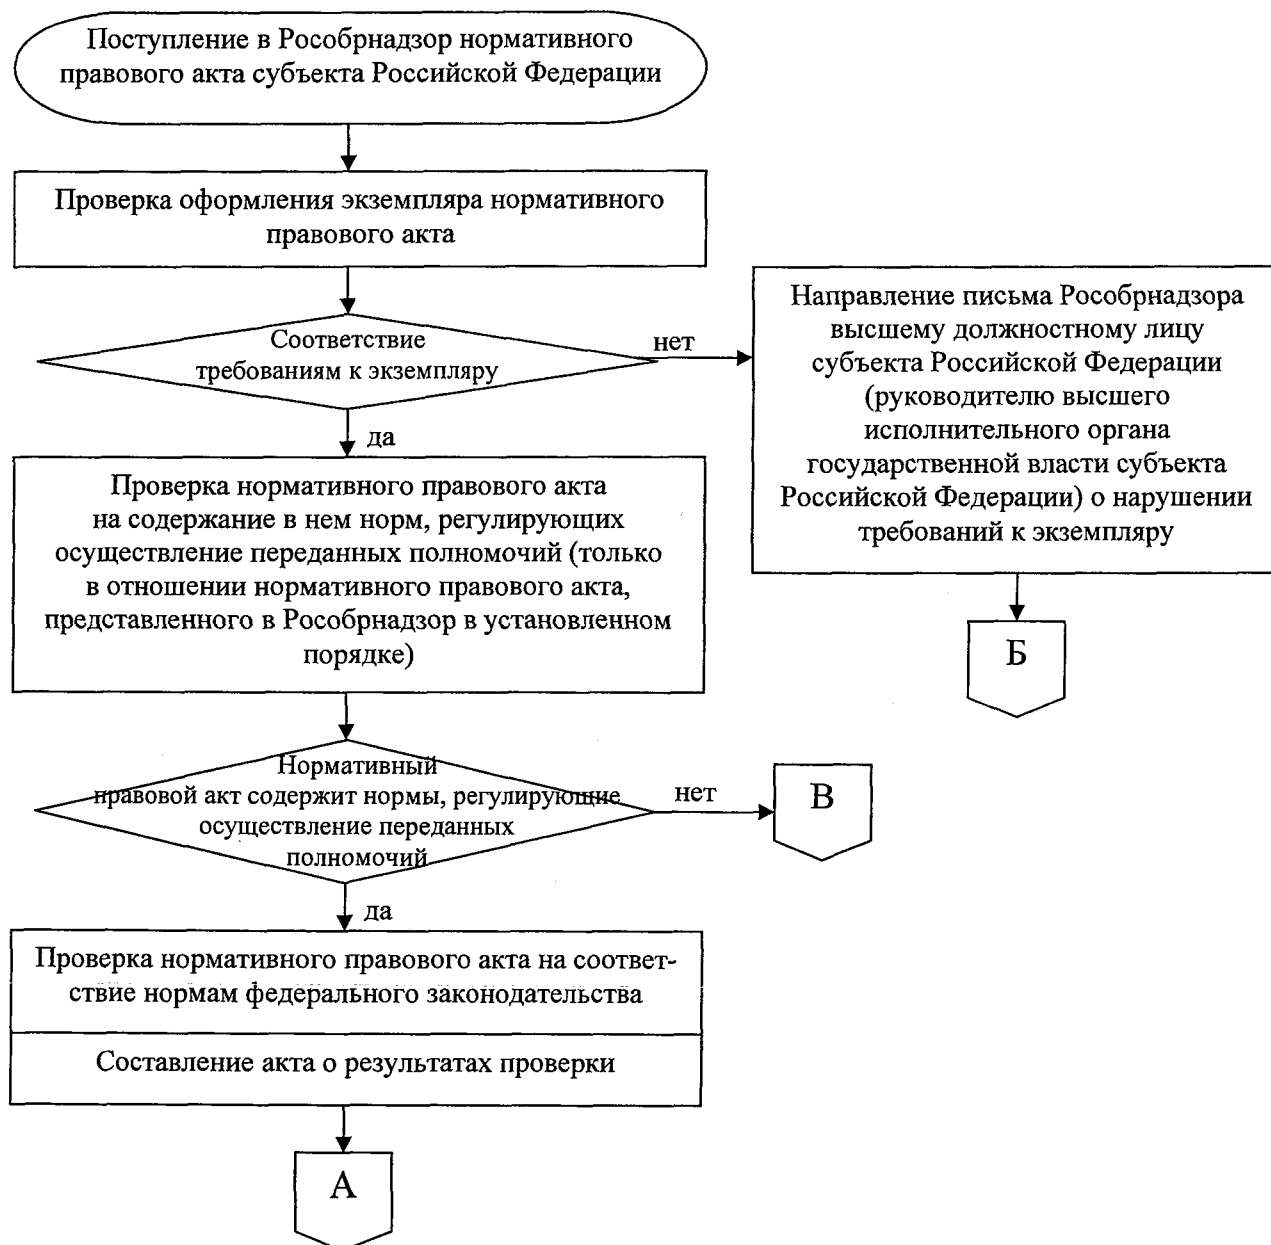 Поступление в Рособрнадзор нормативного
правового акта субъекта Российской Федерации
Проверка оформления экземпляра нормативного
правового акта
Соответствие
требованиям к экземпляру
нет
Направление письма Рособрнадзора
высшему должностному лицу
субъекта Российской Федерации
(руководителю высшего
исполнительного органа
государственной власти субъекта
Российской Федерации) о нарушении
требований к экземпляру
Б
да
Проверка нормативного правового акта
на содержание в нем норм, регулирующих
осуществление переданных полномочий (только
в отношении нормативного правового акта,
представленного в Рособрнадзор в установленном
порядке)
Нормативный
правовой акт содержит нормы, регулирующие
осуществление переданных
полномочий
нет
В
да
Проверка нормативного правового акта на соответ-
ствие нормам федерального законодательства
Составление акта о результатах проверки
А